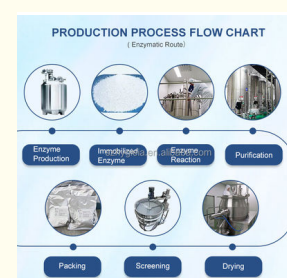 PRODUCTION PROCESS FLOW CHART
( Enzymatic Route)
Enzyme
Production
Immobilized
Enzyme
Enzyme
Reaction
Purification
Packing
Screening
Drying